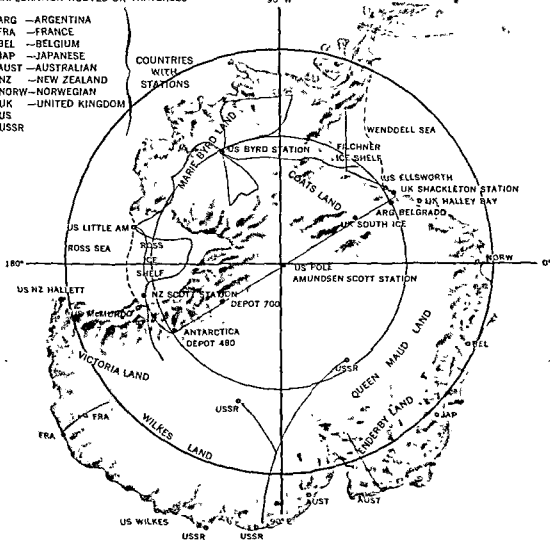 90° W
ARG —ARGENTINA
FRA —FRANCE
BEL —BELGIUM
JAP —JAPANESE
AUST —AUSTRALIAN
NZ —NEW ZEALAND
NORW—NORWEGIAN
UK —UNITED KINGDOM
US
USSR
COUNTRIES
WITH
STATIONS
WENDDELL SEA
MARIE BYRD LAND
US BYRD STATION
FILCHNER
ICE SHELF
COATS LAND
US ELLSWORTH
UK SHACKLETON STATION
UK HALLEY BAY
ARG BELGRADO
UK SOUTH ICE
US LITTLE AM
ROSS SEA
ROSS
ICE
SHELF
180°
0°
NORW
US POLE
AMUNDSEN SCOTT STATION
US NZ HALLETT
NZ SCOTT STATION
DEPOT 700
US McMURDO
ANTARCTICA
DEPOT 480
BEL
VICTORIA LAND
USSR
QUEEN MAUD LAND
USSR
FRA
JAP
WILKES LAND
ENDERBY LAND
FRA
AUST
AUST
US WILKES
90° E
USSR
USSR